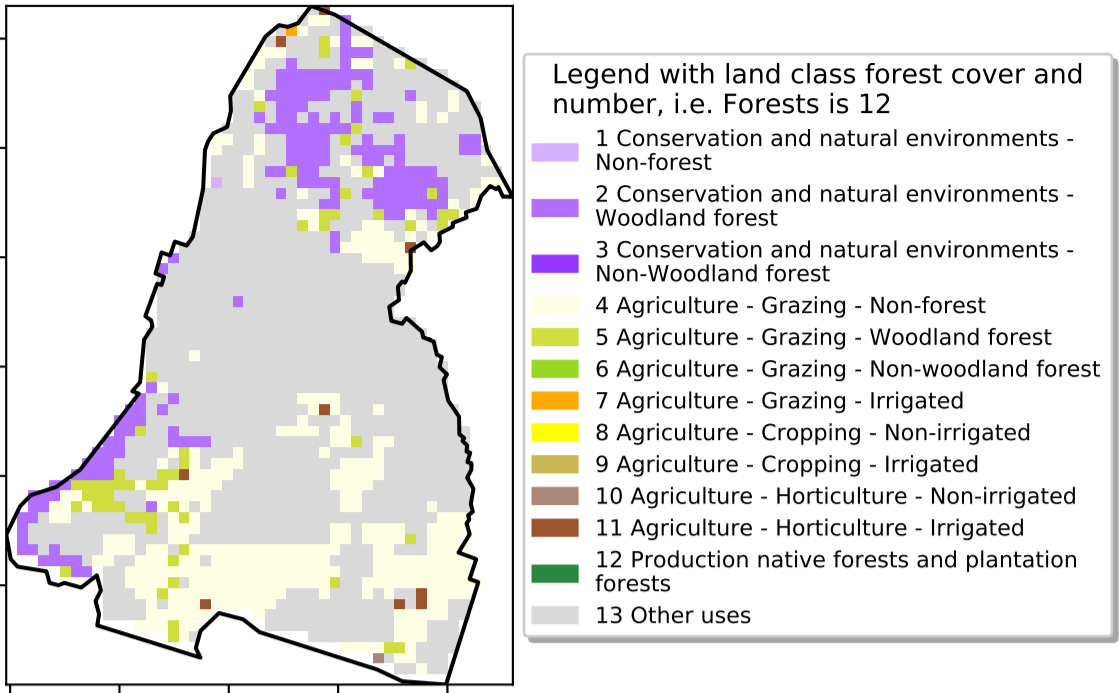 Legend with land class forest cover and
number, i.e. Forests is 12
1 Conservation and natural environments -
Non-forest
2 Conservation and natural environments -
Woodland forest
3 Conservation and natural environments -
Non-Woodland forest
4 Agriculture - Grazing - Non-forest
5 Agriculture - Grazing - Woodland forest
6 Agriculture - Grazing - Non-woodland forest
7 Agriculture - Grazing - Irrigated
8 Agriculture - Cropping - Non-irrigated
9 Agriculture - Cropping - Irrigated
10 Agriculture - Horticulture - Non-irrigated
11 Agriculture - Horticulture - Irrigated
12 Production native forests and plantation
forests
13 Other uses